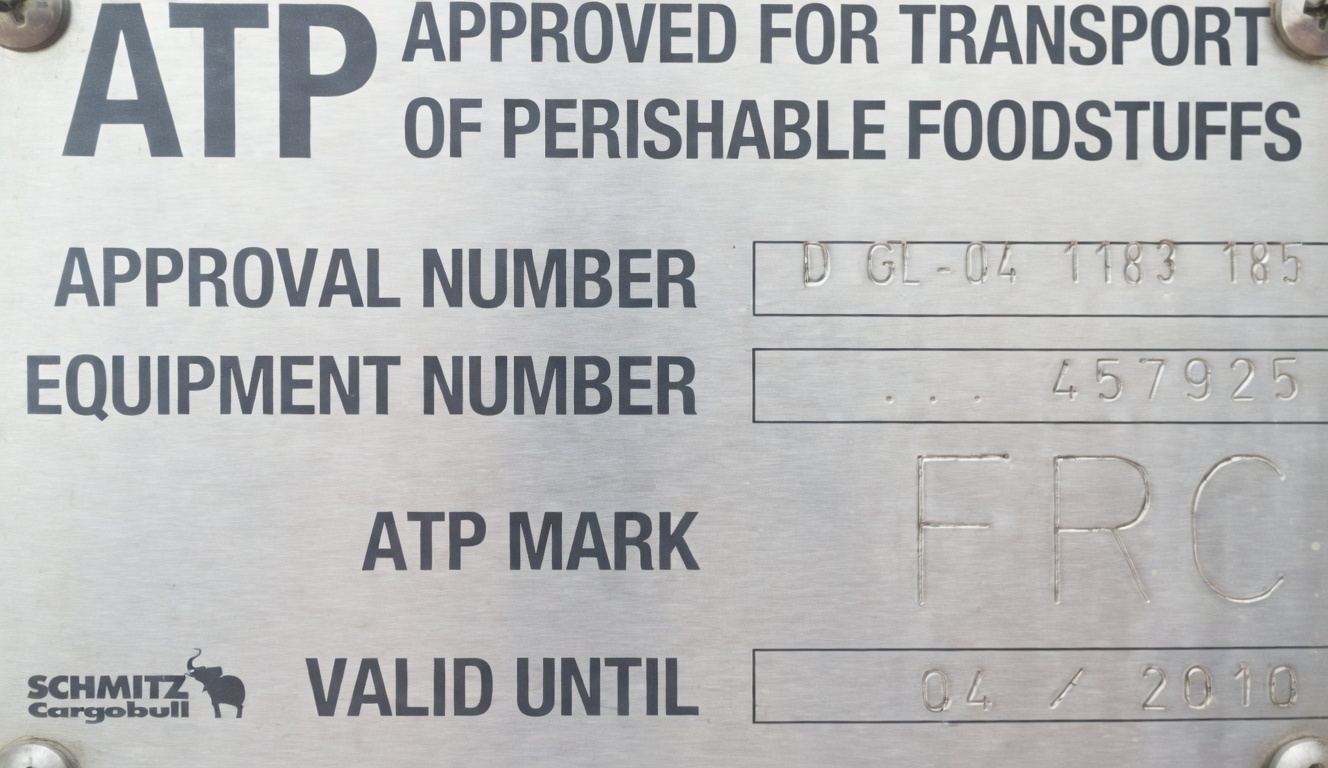 ATP APPROVED FOR TRANSPORT
OF PERISHABLE FOODSTUFFS
APPROVAL NUMBER D GL-04 1183 185
EQUIPMENT NUMBER ... 457925
ATP MARK FRC
SCHMITZ
Cargobull
VALID UNTIL 04 / 2010